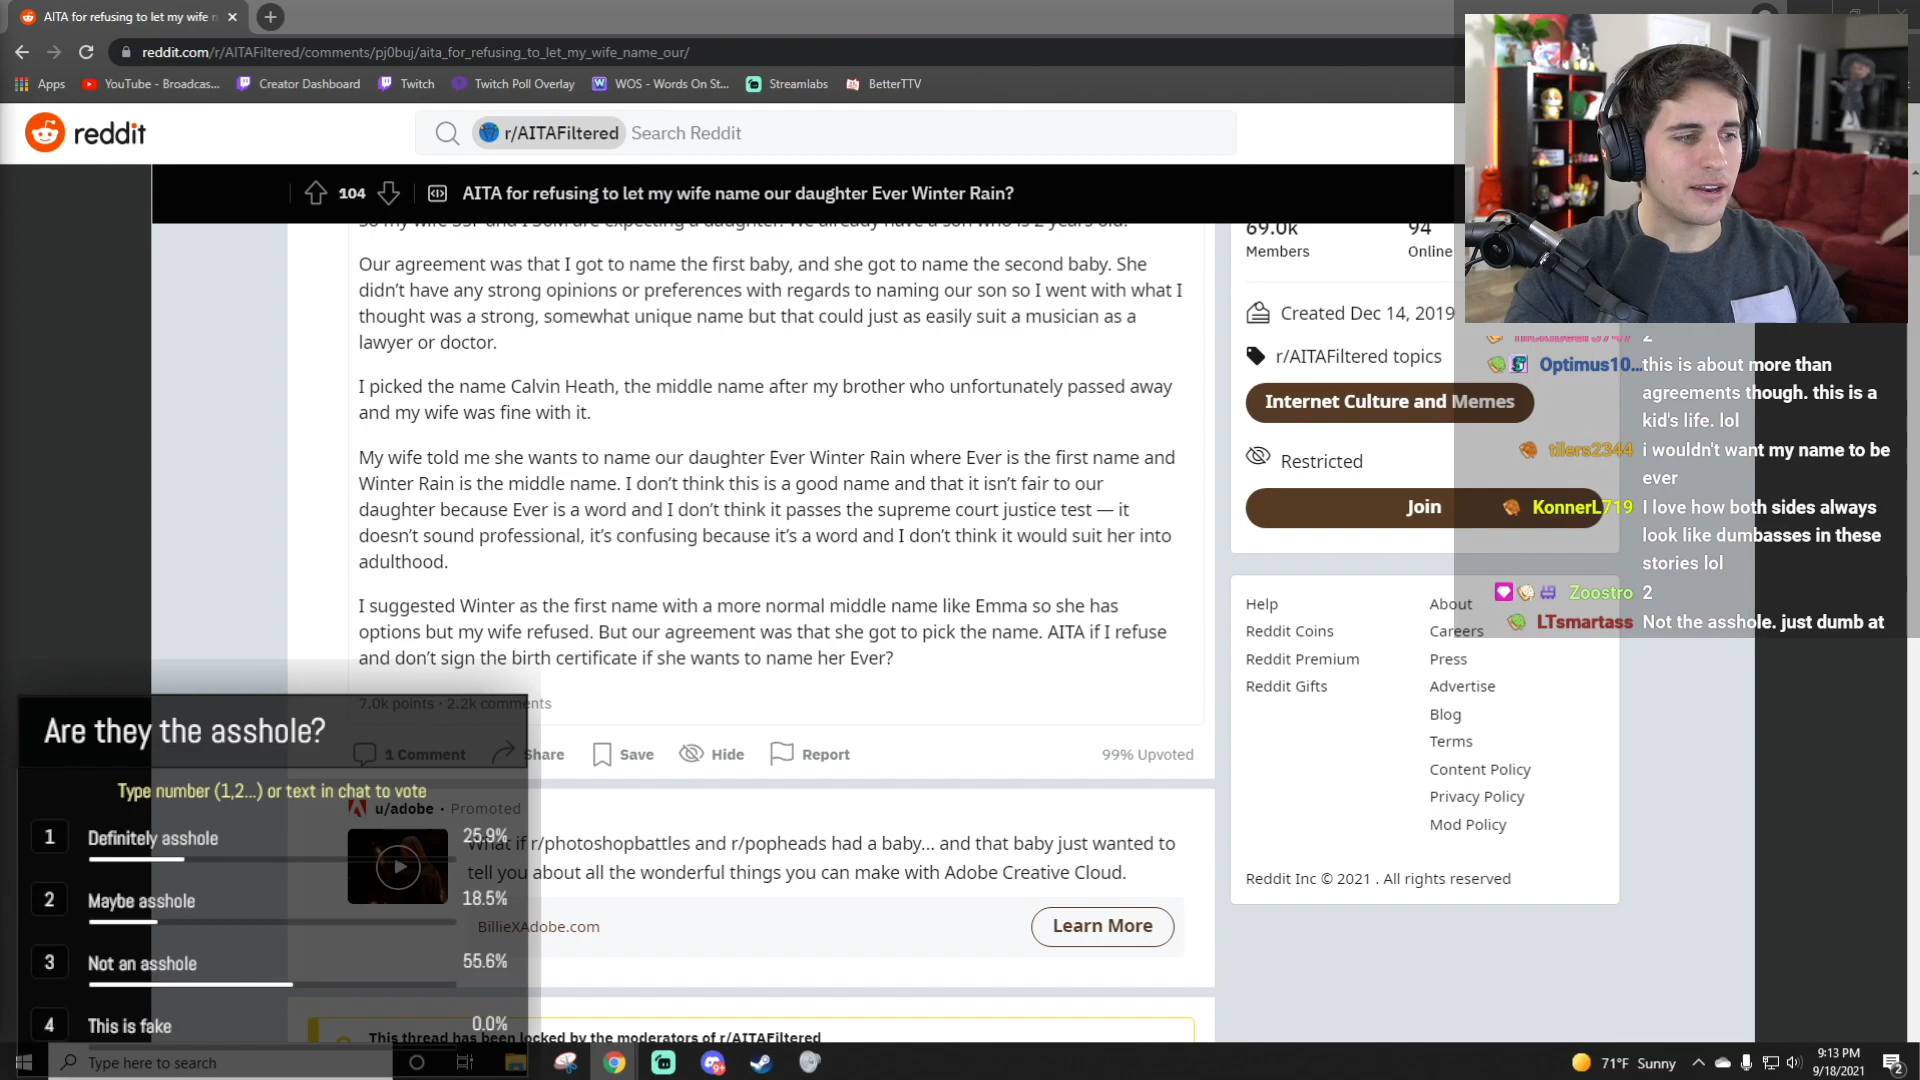 AITA for refusing to let my wife n
reddit.com/r/AITAFiltered/comments/pj0buj/aita_for_refusing_to_let_my_wife_name_our/
Apps
YouTube - Broadcas...
Creator Dashboard
Twitch
Twitch Poll Overlay
WOS - Words On St...
Streamlabs
BetterTTV
reddit
r/AITAFiltered
Search Reddit
104
AITA for refusing to let my wife name our daughter Ever Winter Rain?
So my wife 35F and I 36M are expecting a daughter. We already have a son who is 2 years old.
Our agreement was that I got to name the first baby, and she got to name the second baby. She
didn't have any strong opinions or preferences with regards to naming our son so I went with what I
thought was a strong, somewhat unique name but that could just as easily suit a musician as a
lawyer or doctor.
I picked the name Calvin Heath, the middle name after my brother who unfortunately passed away
and my wife was fine with it.
My wife told me she wants to name our daughter Ever Winter Rain where Ever is the first name and
Winter Rain is the middle name. I don't think this is a good name and that it isn't fair to our
daughter because Ever is a word and I don't think it passes the supreme court justice test — it
doesn't sound professional, it's confusing because it's a word and I don't think it would suit her into
adulthood.
I suggested Winter as the first name with a more normal middle name like Emma so she has
options but my wife refused. But our agreement was that she got to pick the name. AITA if I refuse
and don't sign the birth certificate if she wants to name her Ever?
7.0k points · 2.2k comments
1 Comment
Share
Save
Hide
Report
99% Upvoted
u/adobe · Promoted
What if r/photoshopbattles and r/popheads had a baby... and that baby just wanted to
tell you about all the wonderful things you can make with Adobe Creative Cloud.
BillieXAdobe.com
Learn More
This thread has been locked by the moderators of r/AITAFiltered
69.0k
94
Members
Online
Created Dec 14, 2019
r/AITAFiltered topics
Internet Culture and Memes
Restricted
Join
Help
About
Reddit Coins
Careers
Reddit Premium
Press
Reddit Gifts
Advertise
Blog
Terms
Content Policy
Privacy Policy
Mod Policy
Reddit Inc © 2021 . All rights reserved
2
Optimus10... this is about more than
agreements though. this is a
kid's life. lol
tilers2344 i wouldn't want my name to be
ever
KonnerL719 I love how both sides always
look like dumbasses in these
stories lol
Zoostro 2
LTsmartass Not the asshole. just dumb at
Are they the asshole?
Type number (1,2...) or text in chat to vote
1 Definitely asshole 25.9%
2 Maybe asshole 18.5%
3 Not an asshole 55.6%
4 This is fake 0.0%
Type here to search
9+
71°F Sunny
9:13 PM
9/18/2021
2